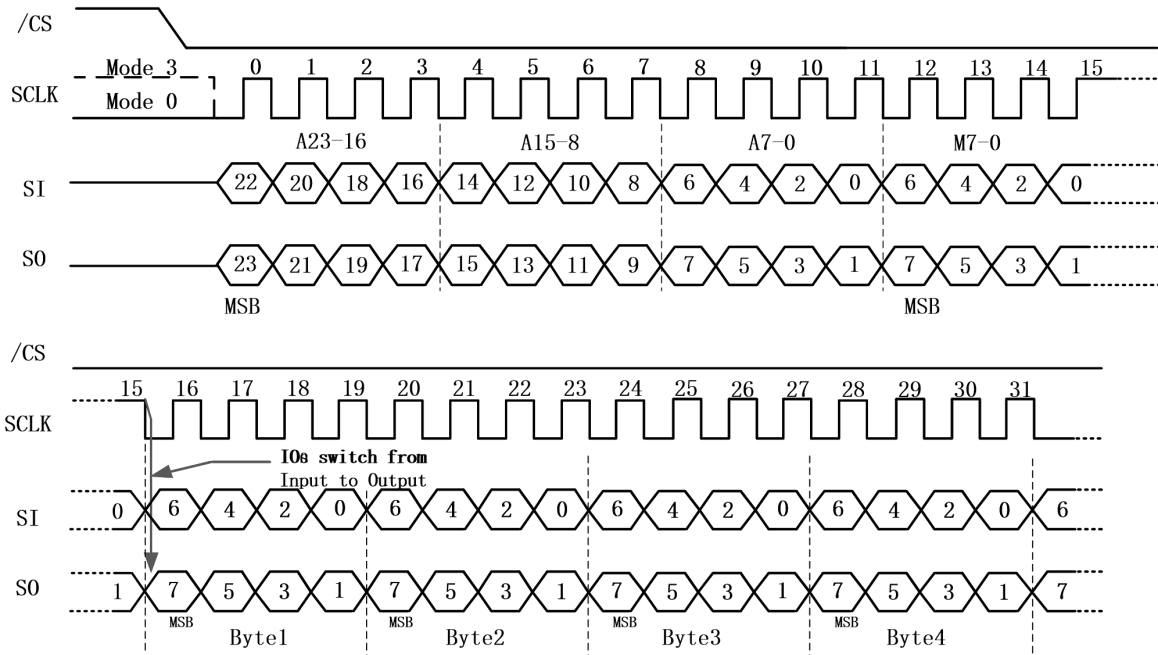 /CS
Mode 3 0 1 2 3 4 5 6 7 8 9 10 11 12 13 14 15
SCLK
Mode 0
A23-16 A15-8 A7-0 M7-0
SI 22 20 18 16 14 12 10 8 6 4 2 0 6 4 2 0
SO 23 21 19 17 15 13 11 9 7 5 3 1 7 5 3 1
MSB MSB
/CS
15 16 17 18 19 20 21 22 23 24 25 26 27 28 29 30 31
SCLK
IOs switch from
Input to Output
SI 0 6 4 2 0 6 4 2 0 6 4 2 0 6 4 2 0 6
SO 1 7 5 3 1 7 5 3 1 7 5 3 1 7 5 3 1 7
MSB MSB MSB MSB
Byte1 Byte2 Byte3 Byte4